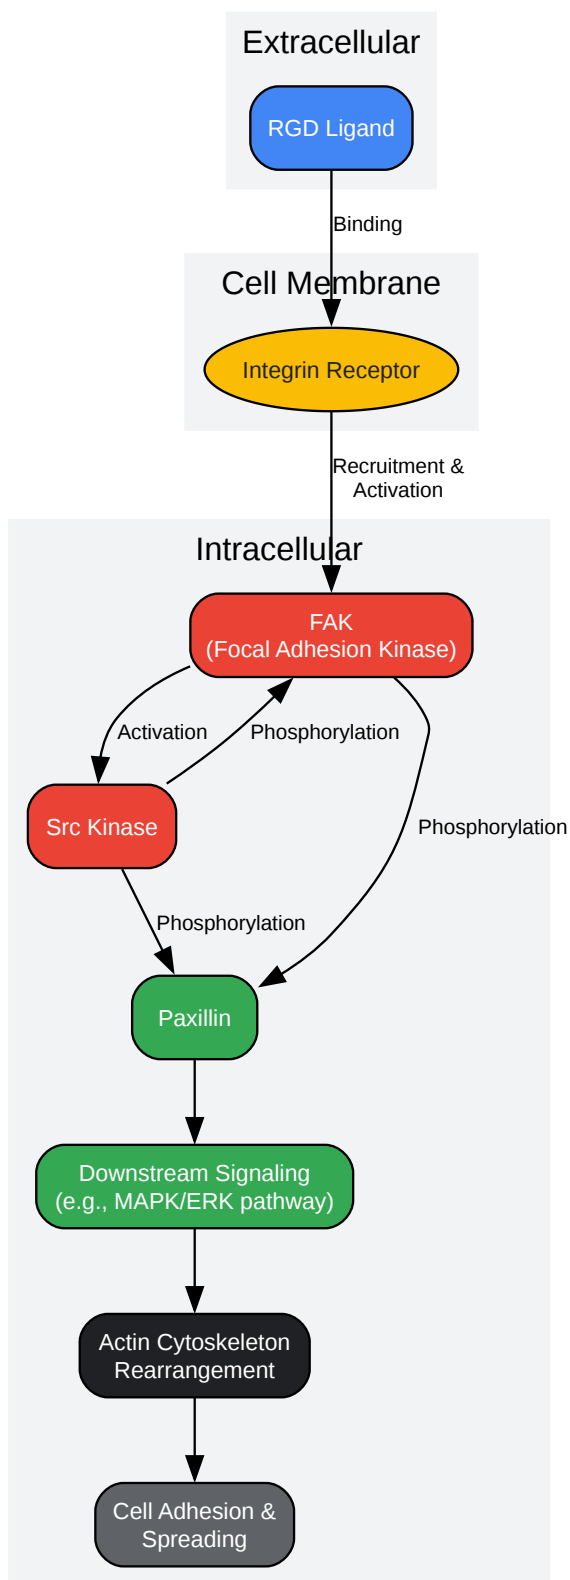 Extracellular
RGD Ligand
Binding
Cell Membrane
Integrin Receptor
Recruitment &
Activation
Intracellular
FAK
(Focal Adhesion Kinase)
Activation
Phosphorylation
Src Kinase
Phosphorylation
Phosphorylation
Paxillin
Downstream Signaling
(e.g., MAPK/ERK pathway)
Actin Cytoskeleton
Rearrangement
Cell Adhesion &
Spreading